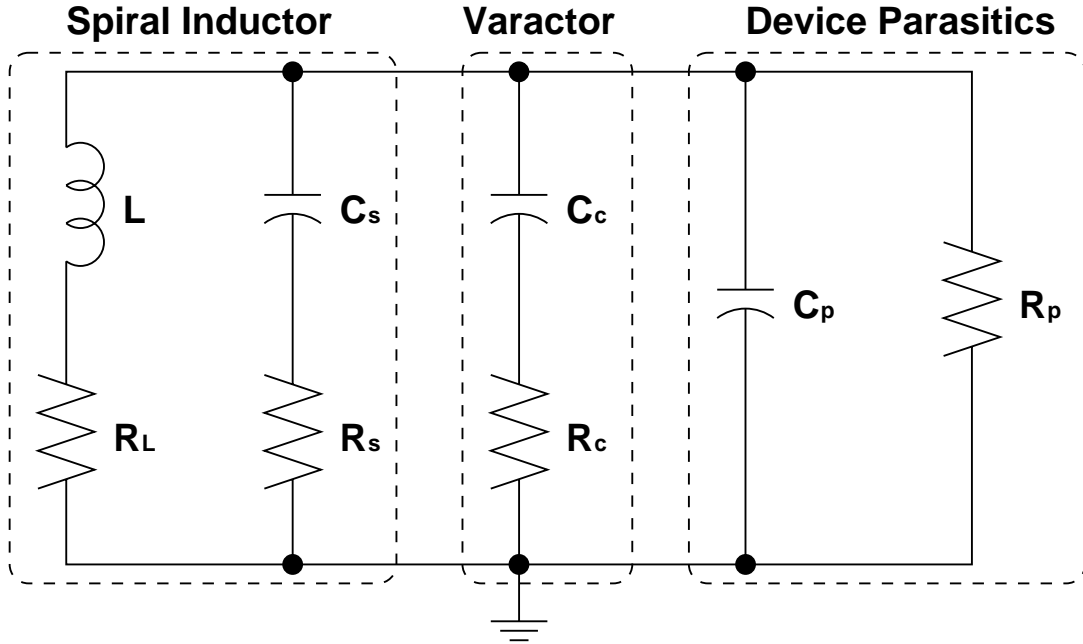 Spiral Inductor
Varactor
Device Parasitics
L
Cs
Cc
Cp
Rp
RL
Rs
Rc